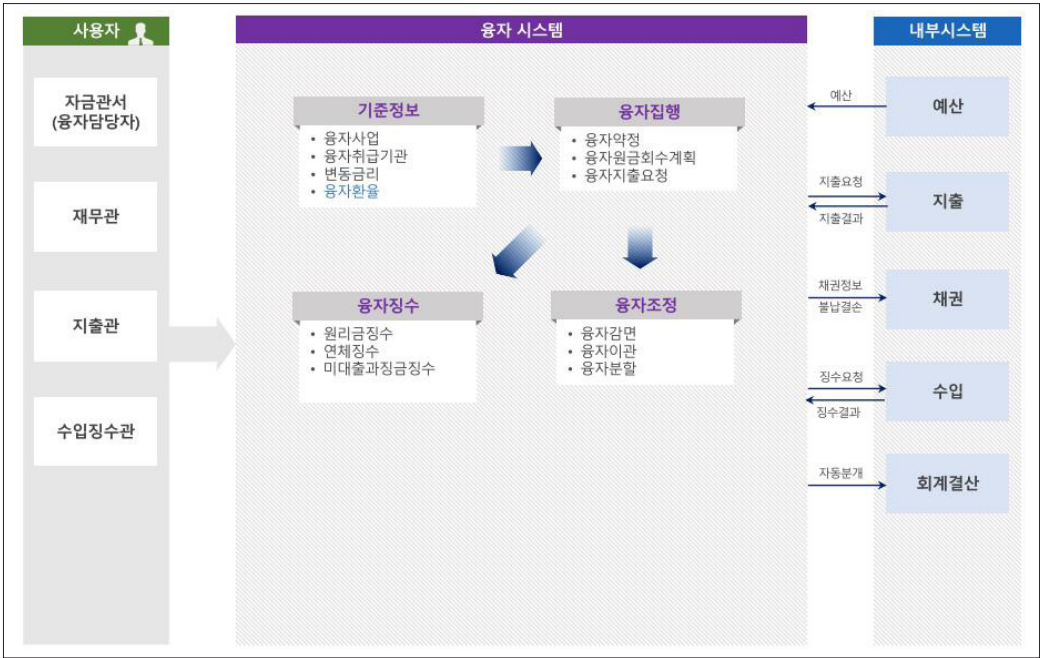 사용자
자금관서
(융자담당자)
재무관
지출관
수입징수관
융자 시스템
기준정보
• 융자사업
• 융자취급기관
• 변동금리
• 융자환율
융자집행
• 융자약정
• 융자원금회수계획
• 융자지출요청
융자징수
• 원리금징수
• 연체징수
• 미대출과징금징수
융자조정
• 융자감면
• 융자이관
• 융자분할
예산
지출요청
지출결과
채권정보
불납결손
징수요청
징수결과
자동분개
내부시스템
예산
지출
채권
수입
회계결산